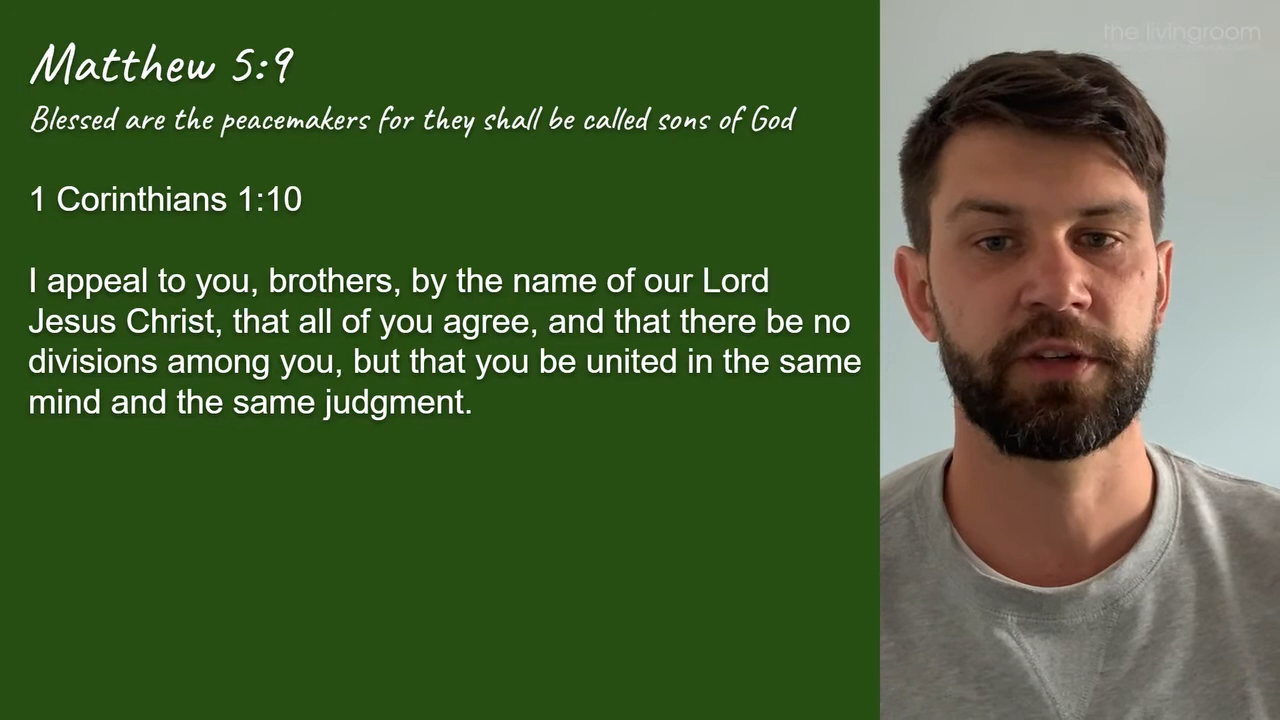 the livingroom
Matthew 5:9
Blessed are the peacemakers for they shall be called sons of God
1 Corinthians 1:10
I appeal to you, brothers, by the name of our Lord
Jesus Christ, that all of you agree, and that there be no
divisions among you, but that you be united in the same
mind and the same judgment.